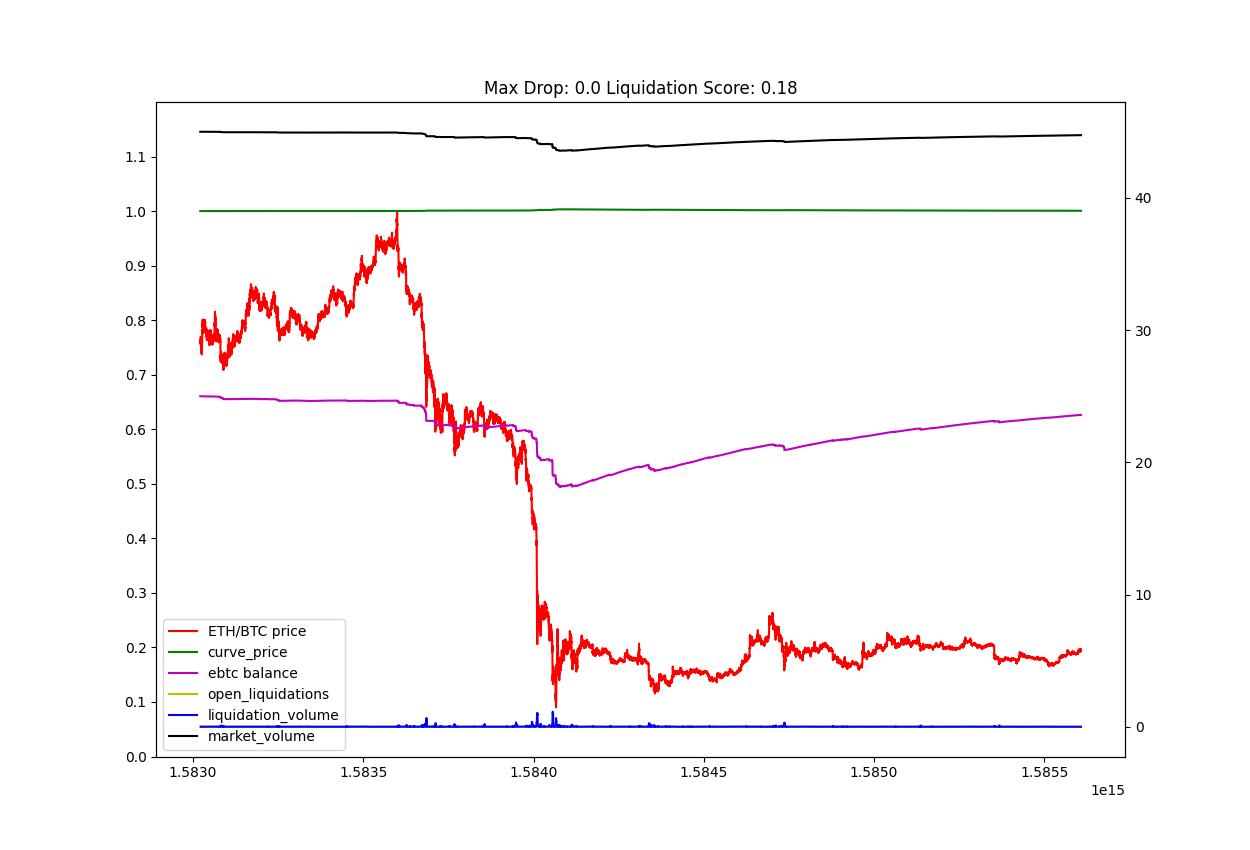 Max Drop: 0.0 Liquidation Score: 0.18
1.1
1.0
0.9
0.8
0.7
0.6
0.5
0.4
0.3
0.2
0.1
0.0
40
30
20
10
0
ETH/BTC price
curve_price
ebtc balance
open_liquidations
liquidation_volume
market_volume
1.5830 1.5835 1.5840 1.5845 1.5850 1.5855
1e15